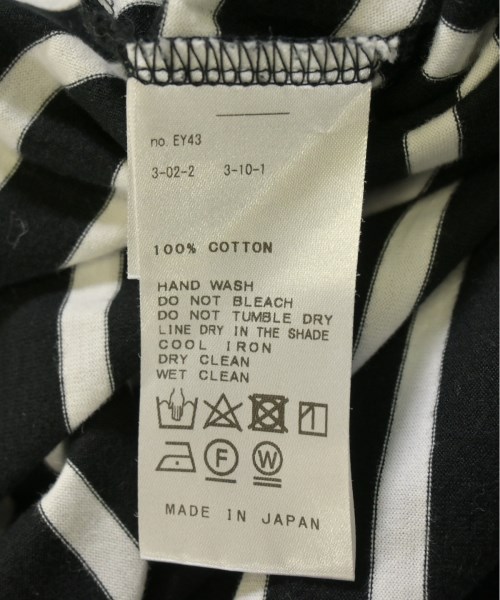 no. EY43
3-02-2 3-10-1
100% COTTON
HAND WASH
DO NOT BLEACH
DO NOT TUMBLE DRY
LINE DRY IN THE SHADE
COOL IRON
DRY CLEAN
WET CLEAN
F W
MADE IN JAPAN